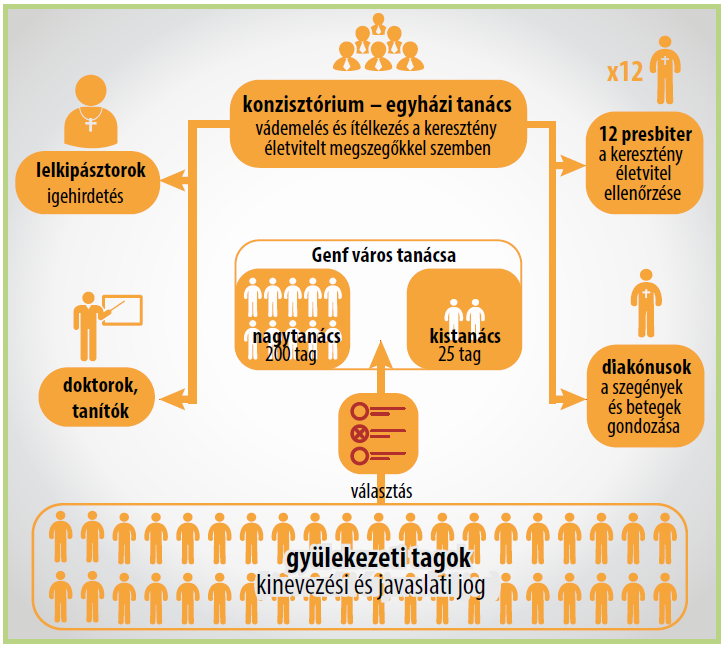 konzisztórium – egyházi tanács
vádemelés és ítélkezés a keresztény
életvitelt megszegőkkel szemben
lelkipásztorok
igehirdetés
x12
12 presbiter
a keresztény
életvitel
ellenőrzése
Genf város tanácsa
nagytanács
200 tag
kistanács
25 tag
doktorok,
tanítók
diakónusok
a szegények
és betegek
gondozása
választás
gyülekezeti tagok
kinevezési és javaslati jog